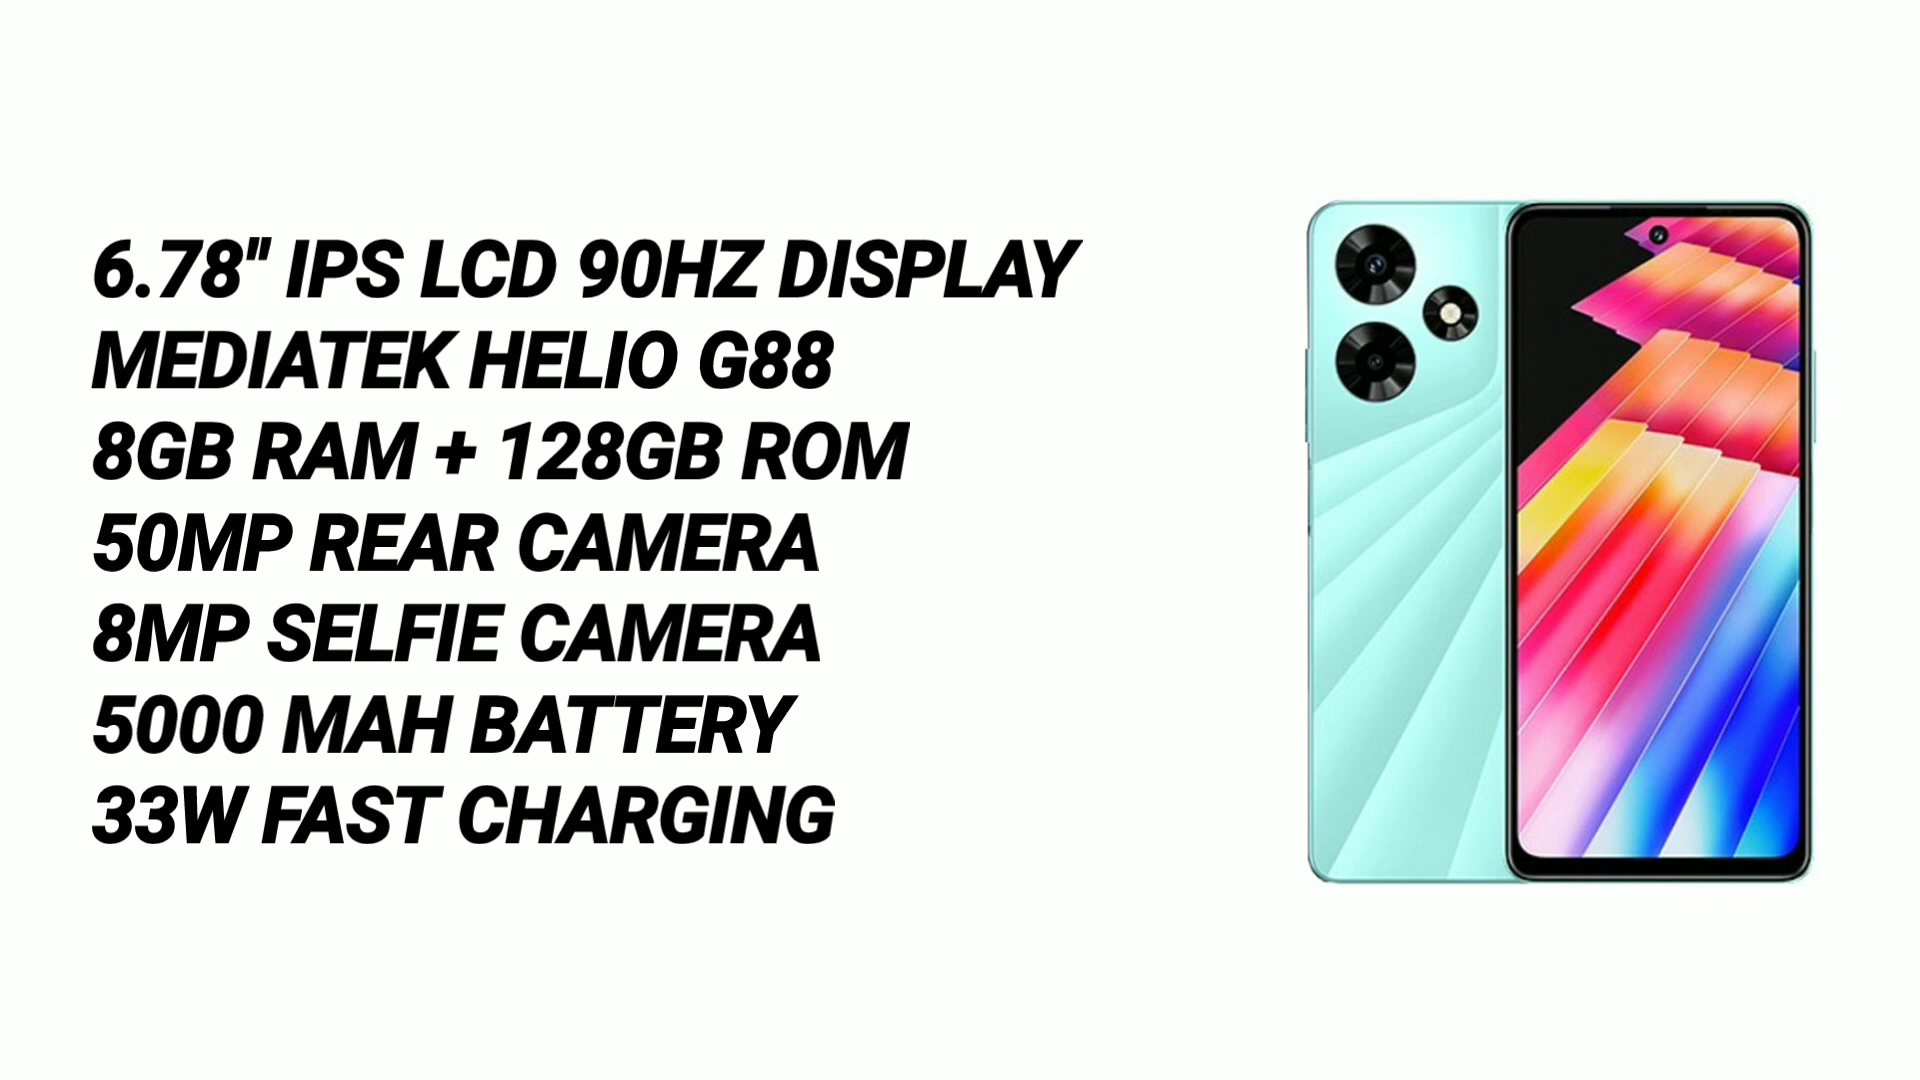 6.78" IPS LCD 90HZ DISPLAY
MEDIATEK HELIO G88
8GB RAM + 128GB ROM
50MP REAR CAMERA
8MP SELFIE CAMERA
5000 MAH BATTERY
33W FAST CHARGING